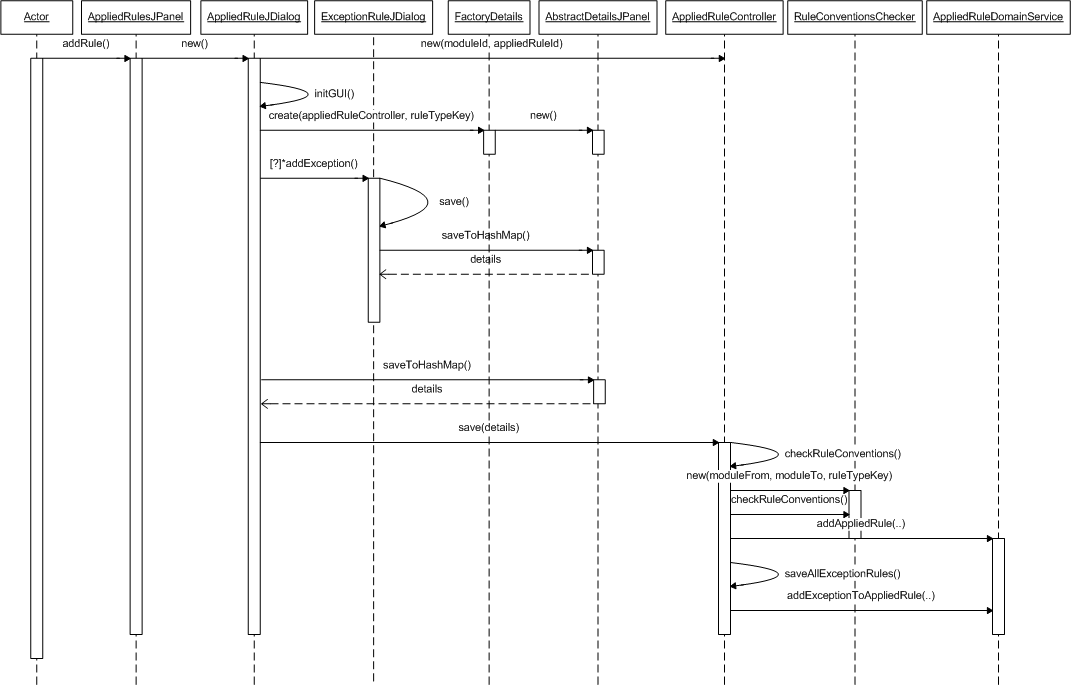 Actor
AppliedRulesJPanel
AppliedRuleJDialog
ExceptionRuleJDialog
FactoryDetails
AbstractDetailsJPanel
AppliedRuleController
RuleConventionsChecker
AppliedRuleDomainService
addRule()
new()
new(moduleId, appliedRuleId)
initGUI()
create(appliedRuleController, ruleTypeKey)
new()
[?]*addException()
save()
saveToHashMap()
details
saveToHashMap()
details
save(details)
checkRuleConventions()
new(moduleFrom, moduleTo, ruleTypeKey)
checkRuleConventions()
addAppliedRule(..)
saveAllExceptionRules()
addExceptionToAppliedRule(..)